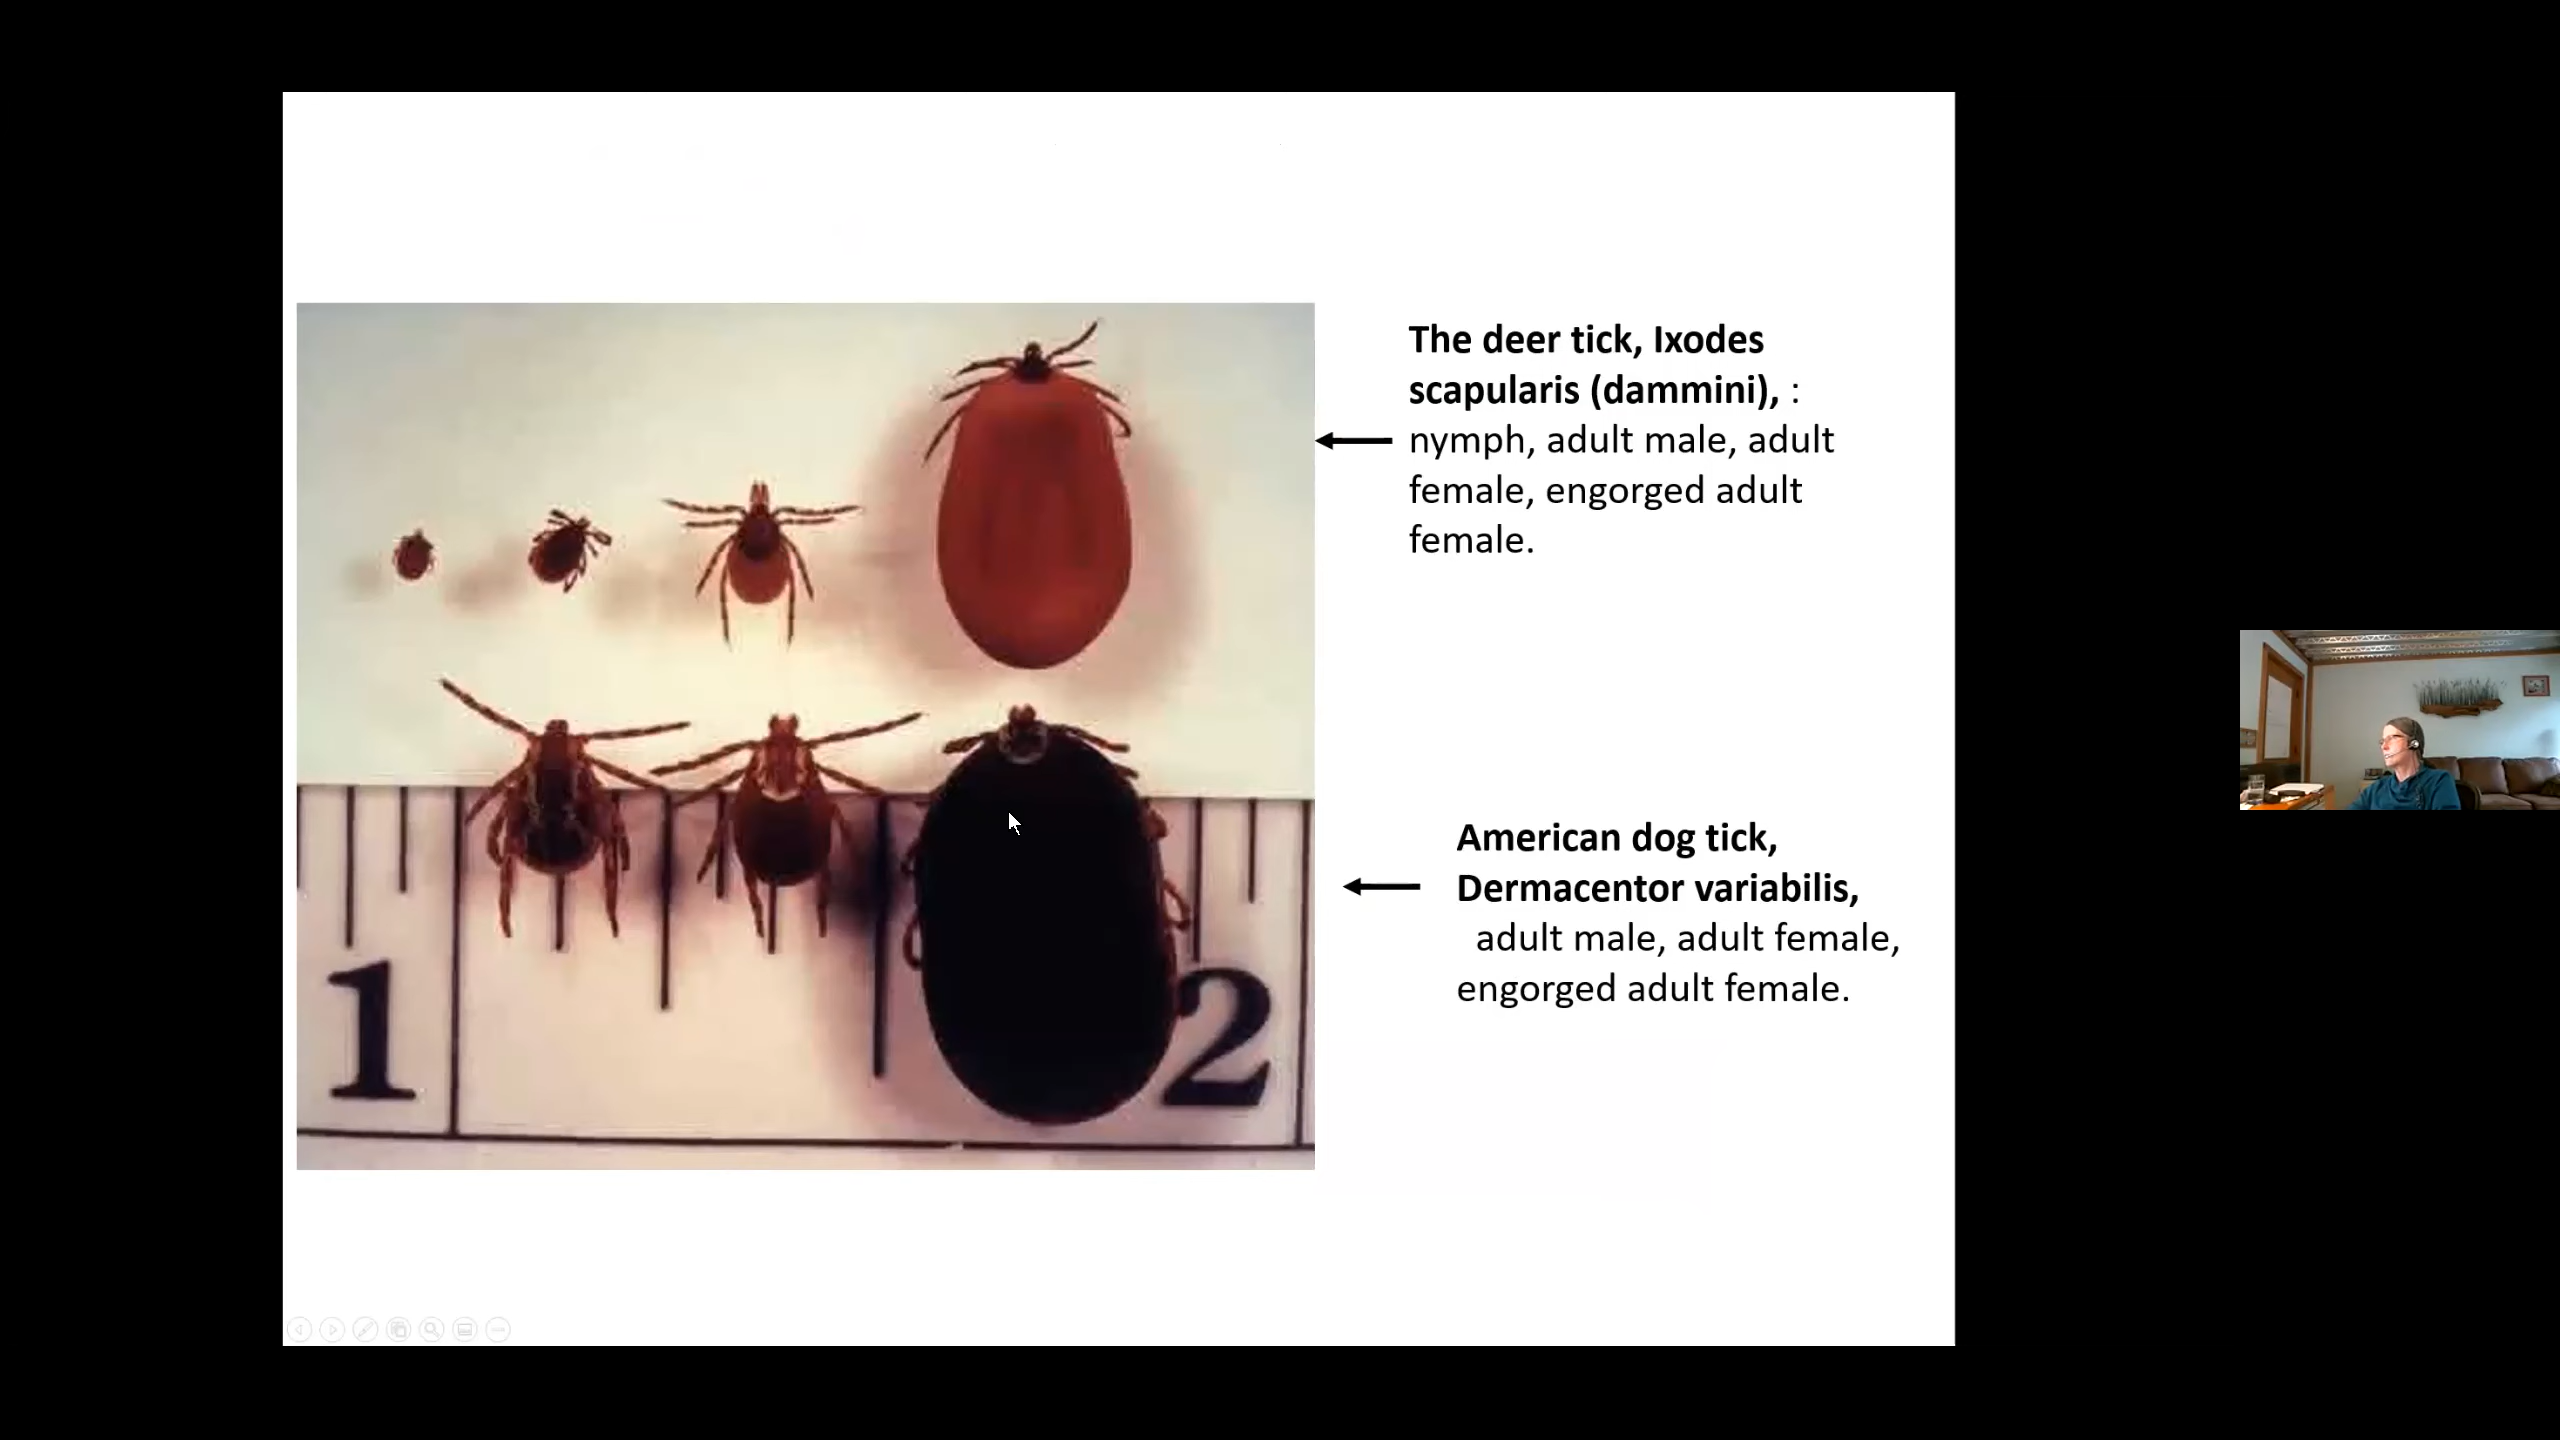 The deer tick, Ixodes
scapularis (dammini), :
nymph, adult male, adult
female, engorged adult
female.
American dog tick,
Dermacentor variabilis,
adult male, adult female,
engorged adult female.
1 2